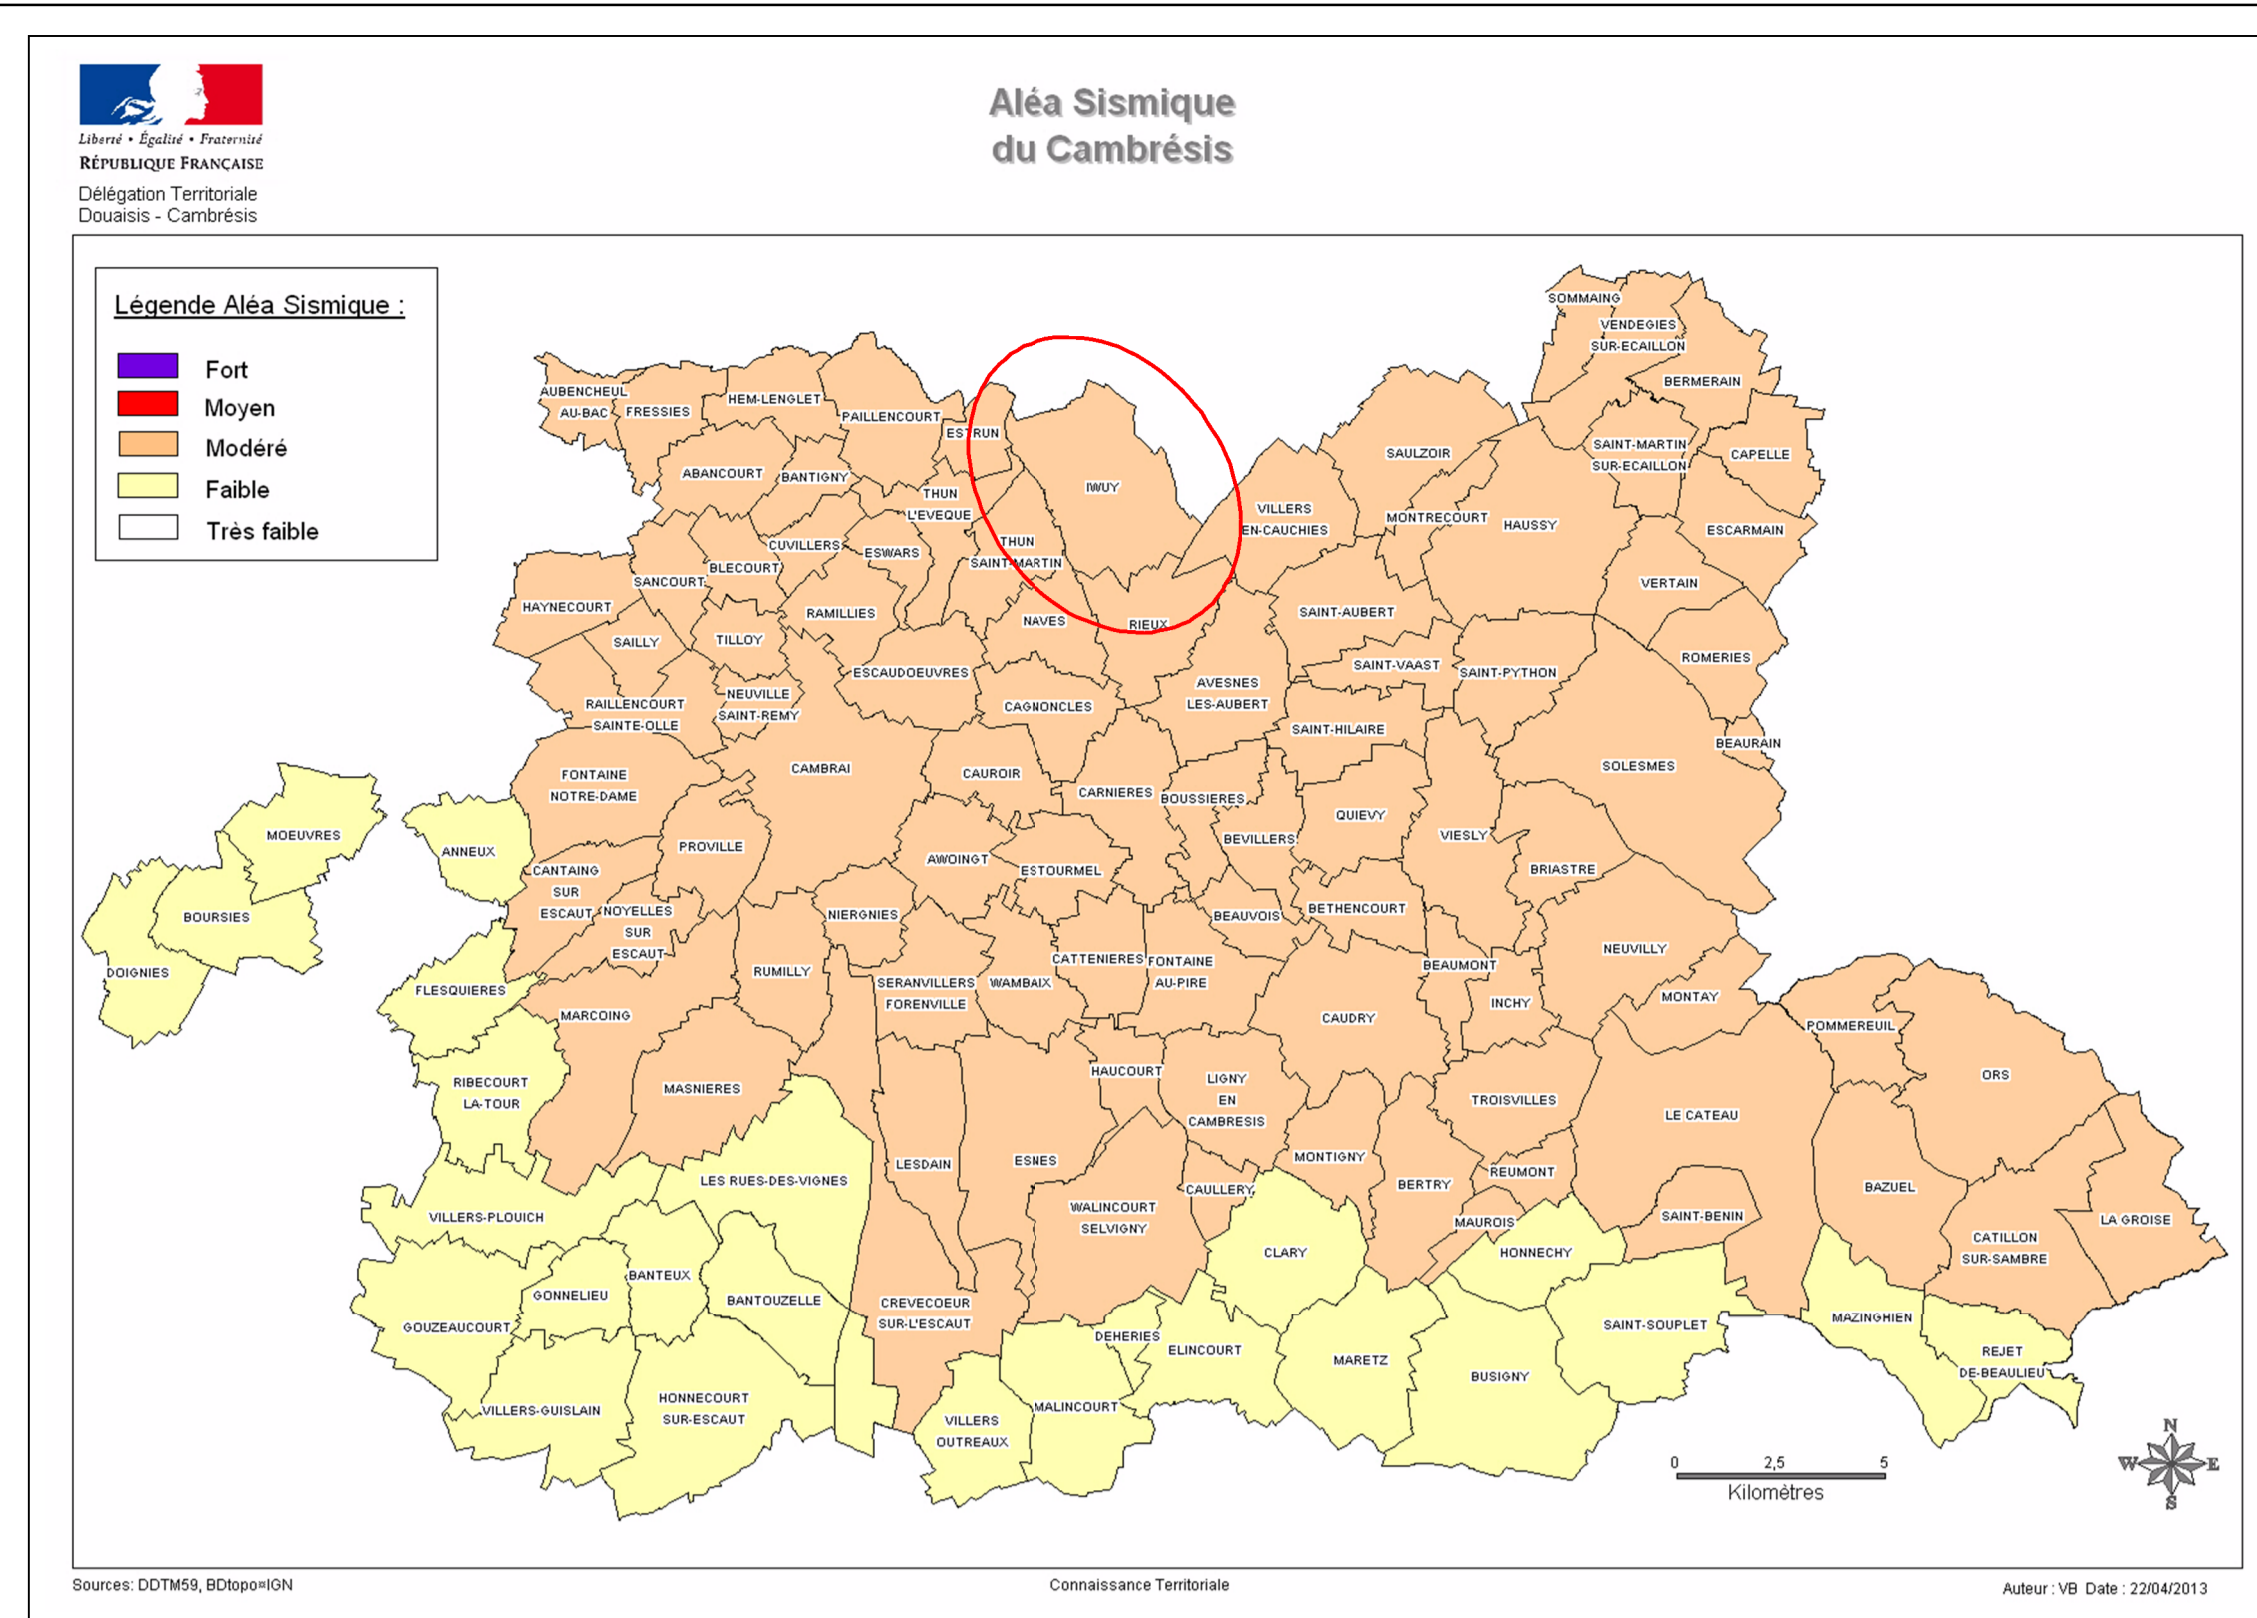 Aléa Sismique
du Cambrésis
Liberté • Égalité • Fraternité
RÉPUBLIQUE FRANÇAISE
Délégation Territoriale
Douaisis - Cambrésis
Légende Aléa Sismique :
Fort
Moyen
Modéré
Faible
Très faible
SOMMAING
VENDEGIES
SUR-ECAILLON
BERMERAIN
AUBENCHEUL
AU-BAC
FRESSIES
HEM-LENGLET
PAILLENCOURT
ESTRUN
ABANCOURT
BANTIGNY
THUN
L'EVEQUE
IWUY
VILLERS
EN-CAUCHIES
SAULZOIR
MONTRECOURT
HAUSSY
SAINT-MARTIN
SUR-ECAILLON
CAPELLE
ESCARMAIN
CUVILLERS
ESWARS
THUN
SAINT-MARTIN
BLECOURT
SANCOURT
HAYNECOURT
RAMILLIES
NAVES
RIEUX
SAINT-AUBERT
VERTAIN
SAILLY
TILLOY
ESCAUDOEUVRES
SAINT-VAAST
SAINT-PYTHON
ROMERIES
RAILLENCOURT
SAINTE-OLLE
NEUVILLE
SAINT-REMY
CAGNONCLES
AVESNES
LES-AUBERT
SAINT-HILAIRE
BEAURAIN
FONTAINE
NOTRE-DAME
CAMBRAI
CAUROIR
CARNIERES
BOUSSIERES
SOLESMES
MOEUVRES
ANNEUX
PROVILLE
AWOINGT
ESTOURMEL
BEVILLERS
QUIEVY
VIESLY
BRIASTRE
CANTAING
SUR
ESCAUT
NOYELLES
SUR
ESCAUT
NIERGNIES
BEAUVOIS
BETHENCOURT
BOURSIES
DOIGNIES
FLESQUIERES
RUMILLY
SERANVILLERS
FORENVILLE
WAMBAIX
CATTENIERES
FONTAINE
AU-PIRE
BEAUMONT
NEUVILLY
INCHY
MONTAY
MARCOING
CAUDRY
POMMEREUIL
RIBECOURT
LA-TOUR
MASNIERES
HAUCOURT
LIGNY
EN
CAMBRESIS
TROISVILLES
LE CATEAU
ORS
LESDAIN
ESNES
MONTIGNY
BERTRY
REUMONT
LES RUES-DES-VIGNES
CAULLERY
BAZUEL
VILLERS-PLOUICH
WALINCOURT
SELVIGNY
MAUROIS
SAINT-BENIN
LA GROISE
CLARY
HONNECHY
CATILLON
SUR-SAMBRE
BANTEUX
GONNELIEU
BANTOUZELLE
CREVECOEUR
SUR-L'ESCAUT
GOUZEAUCOURT
DEHERIES
ELINCOURT
MARETZ
SAINT-SOUPLET
MAZINGHIEN
REJET
DE-BEAULIEU
BUSIGNY
VILLERS-GUISLAIN
HONNECOURT
SUR-ESCAUT
VILLERS
OUTREAUX
MALINCOURT
0 2,5 5
Kilomètres
N
W E
S
Sources: DDTM59, BDtopo¤IGN
Connaissance Territoriale
Auteur : VB Date : 22/04/2013